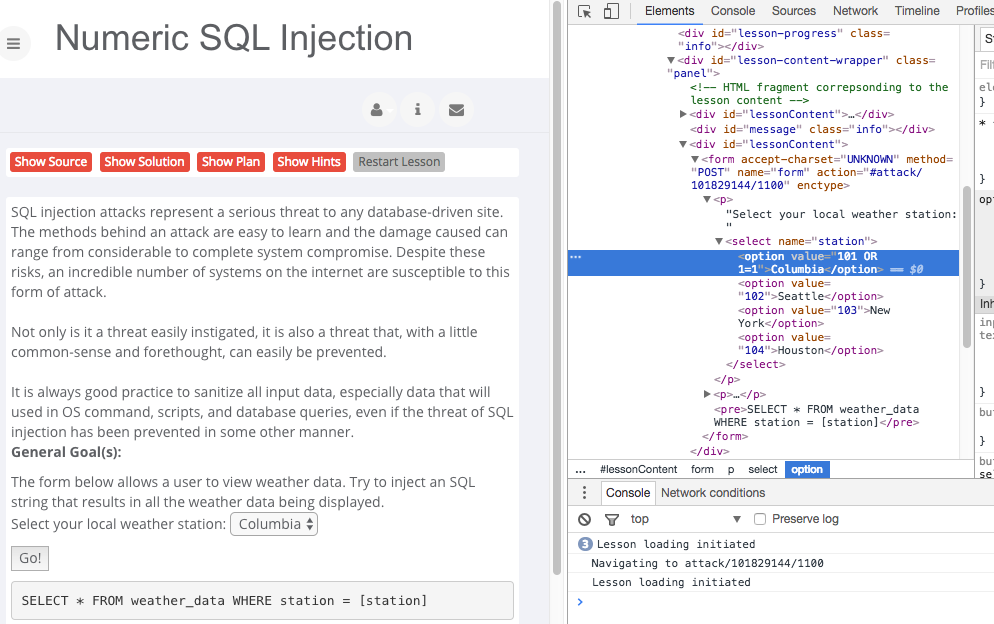 Numeric SQL Injection
Show Source Show Solution Show Plan Show Hints Restart Lesson
SQL injection attacks represent a serious threat to any database-driven site.
The methods behind an attack are easy to learn and the damage caused can
range from considerable to complete system compromise. Despite these
risks, an incredible number of systems on the internet are susceptible to this
form of attack.
Not only is it a threat easily instigated, it is also a threat that, with a little
common-sense and forethought, can easily be prevented.
It is always good practice to sanitize all input data, especially data that will
used in OS command, scripts, and database queries, even if the threat of SQL
injection has been prevented in some other manner.
General Goal(s):
The form below allows a user to view weather data. Try to inject an SQL
string that results in all the weather data being displayed.
Select your local weather station: Columbia
Go!
SELECT * FROM weather_data WHERE station = [station]
Elements Console Sources Network Timeline Profiles
<div id="lesson-progress" class=
"info"></div>
▼<div id="lesson-content-wrapper" class=
"panel">
<!-- HTML fragment correpsonding to the
lesson content -->
▶<div id="lessonContent">…</div>
<div id="message" class="info"></div>
▼<div id="lessonContent">
▼<form accept-charset="UNKNOWN" method=
"POST" name="form" action="#attack/
101829144/1100" enctype>
▼<p>
"Select your local weather station:
"
▼<select name="station">
… <option value="101 OR
1=1">Columbia</option> == $0
<option value=
"102">Seattle</option>
<option value="103">New
York</option>
<option value=
"104">Houston</option>
</select>
</p>
▶<p>…</p>
<pre>SELECT * FROM weather_data
WHERE station = [station]</pre>
</form>
</div>
... #lessonContent form p select option
Console Network conditions
top ▼ Preserve log
3 Lesson loading initiated
Navigating to attack/101829144/1100
Lesson loading initiated
>
}
* 
}
}
}
}